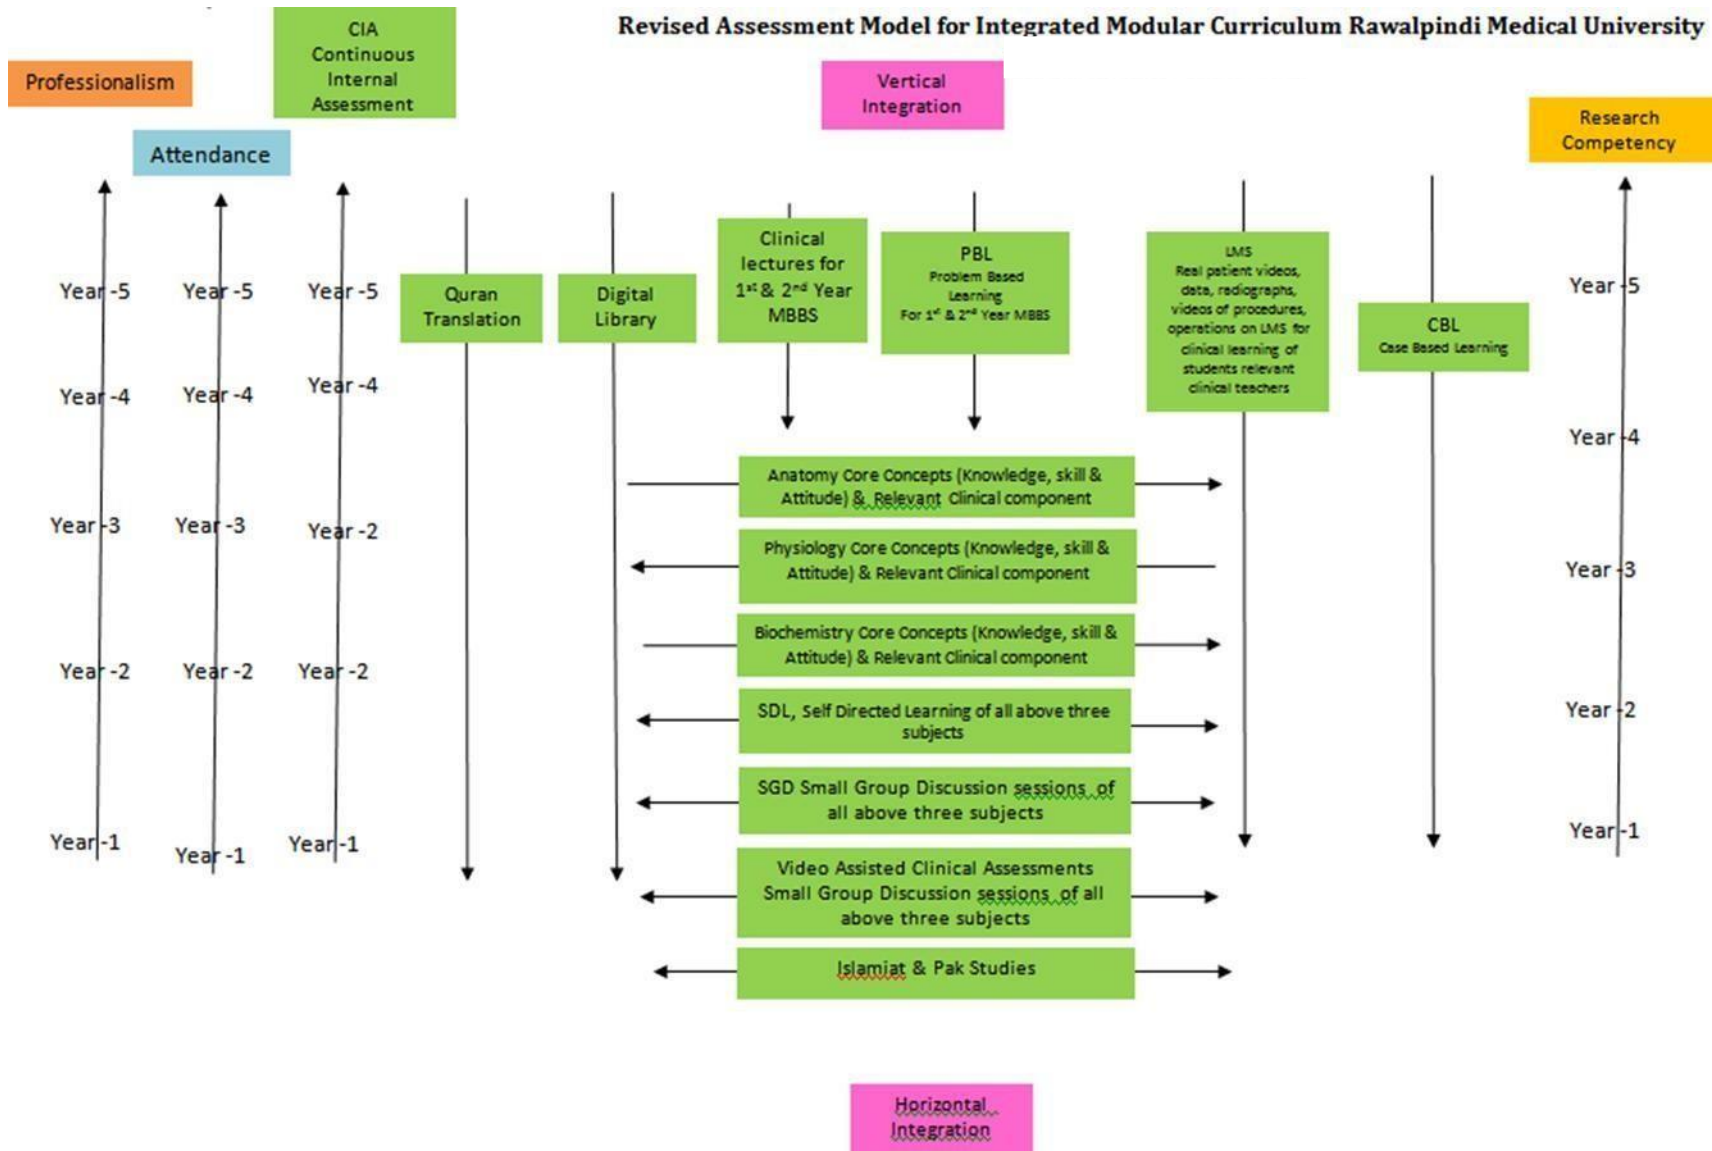 Revised Assessment Model for Integrated Modular Curriculum Rawalpindi Medical University
CIA
Continuous
Internal
Assessment
Professionalism
Attendance
Vertical
Integration
Research
Competency
Year -5
Year -4
Year -3
Year -2
Year -1
Year -5
Year -4
Year -3
Year -2
Year -1
Year -5
Year -4
Year -2
Year -2
Year -1
Quran
Translation
Digital
Library
Clinical
lectures for
1st & 2nd Year
MBBS
PBL
Problem Based
Learning
For 1st & 2nd Year MBBS
LMS
Real patient videos,
data, radiographs,
videos of procedures,
operations on LMS for
clinical learning of
students relevant
clinical teachers
CBL
Case Based Learning
Year -5
Year -4
Year -3
Year -2
Year -1
Anatomy Core Concepts (Knowledge, skill &
Attitude) & Relevant Clinical component
Physiology Core Concepts (Knowledge, skill &
Attitude) & Relevant Clinical component
Biochemistry Core Concepts (Knowledge, skill &
Attitude) & Relevant Clinical component
SDL, Self Directed Learning of all above three
subjects
SGD Small Group Discussion sessions of
all above three subjects
Video Assisted Clinical Assessments
Small Group Discussion sessions of all
above three subjects
Islamiat & Pak Studies
Horizontal
Integration